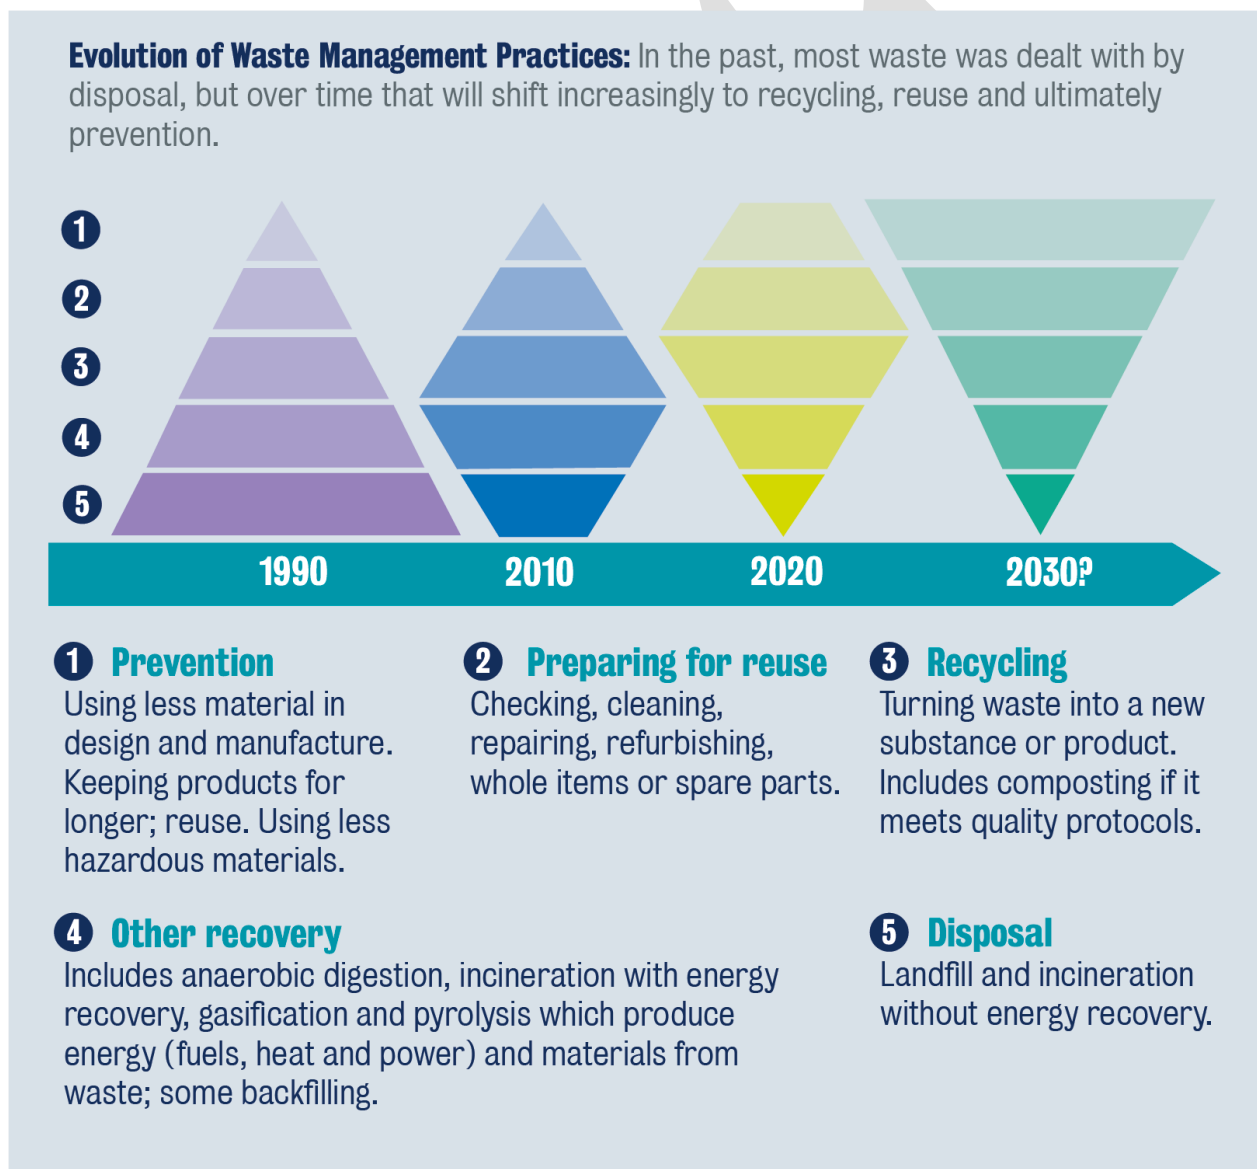 Evolution of Waste Management Practices: In the past, most waste was dealt with by
disposal, but over time that will shift increasingly to recycling, reuse and ultimately
prevention.
1
2
3
4
5
1990 2010 2020 2030?
1 Prevention
Using less material in
design and manufacture.
Keeping products for
longer; reuse. Using less
hazardous materials.
2 Preparing for reuse
Checking, cleaning,
repairing, refurbishing,
whole items or spare parts.
3 Recycling
Turning waste into a new
substance or product.
Includes composting if it
meets quality protocols.
4 Other recovery
Includes anaerobic digestion, incineration with energy
recovery, gasification and pyrolysis which produce
energy (fuels, heat and power) and materials from
waste; some backfilling.
5 Disposal
Landfill and incineration
without energy recovery.